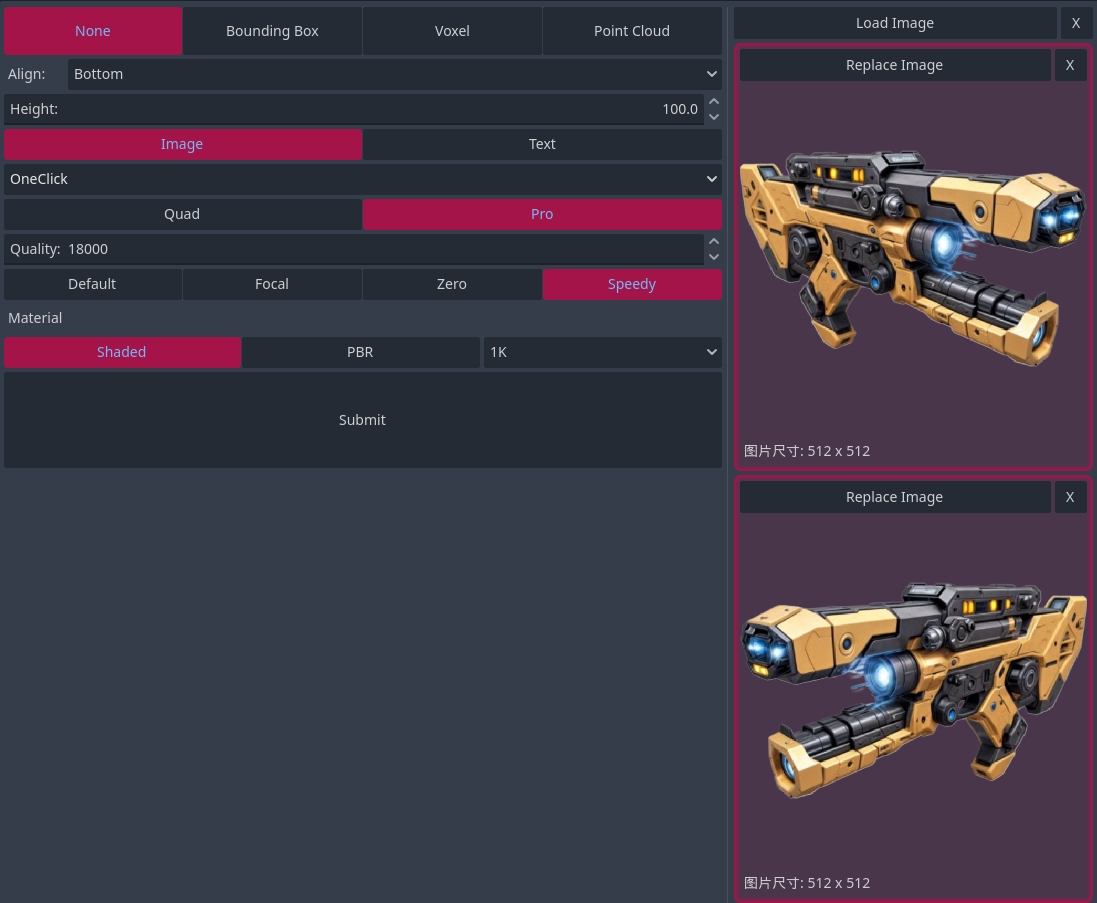 None
Bounding Box
Voxel
Point Cloud
Align: Bottom
Height: 100.0
Image
Text
OneClick
Quad
Pro
Quality: 18000
Default
Focal
Zero
Speedy
Material
Shaded
PBR
1K
Submit
Load Image
X
Replace Image
X
图片尺寸: 512 x 512
Replace Image
X
图片尺寸: 512 x 512